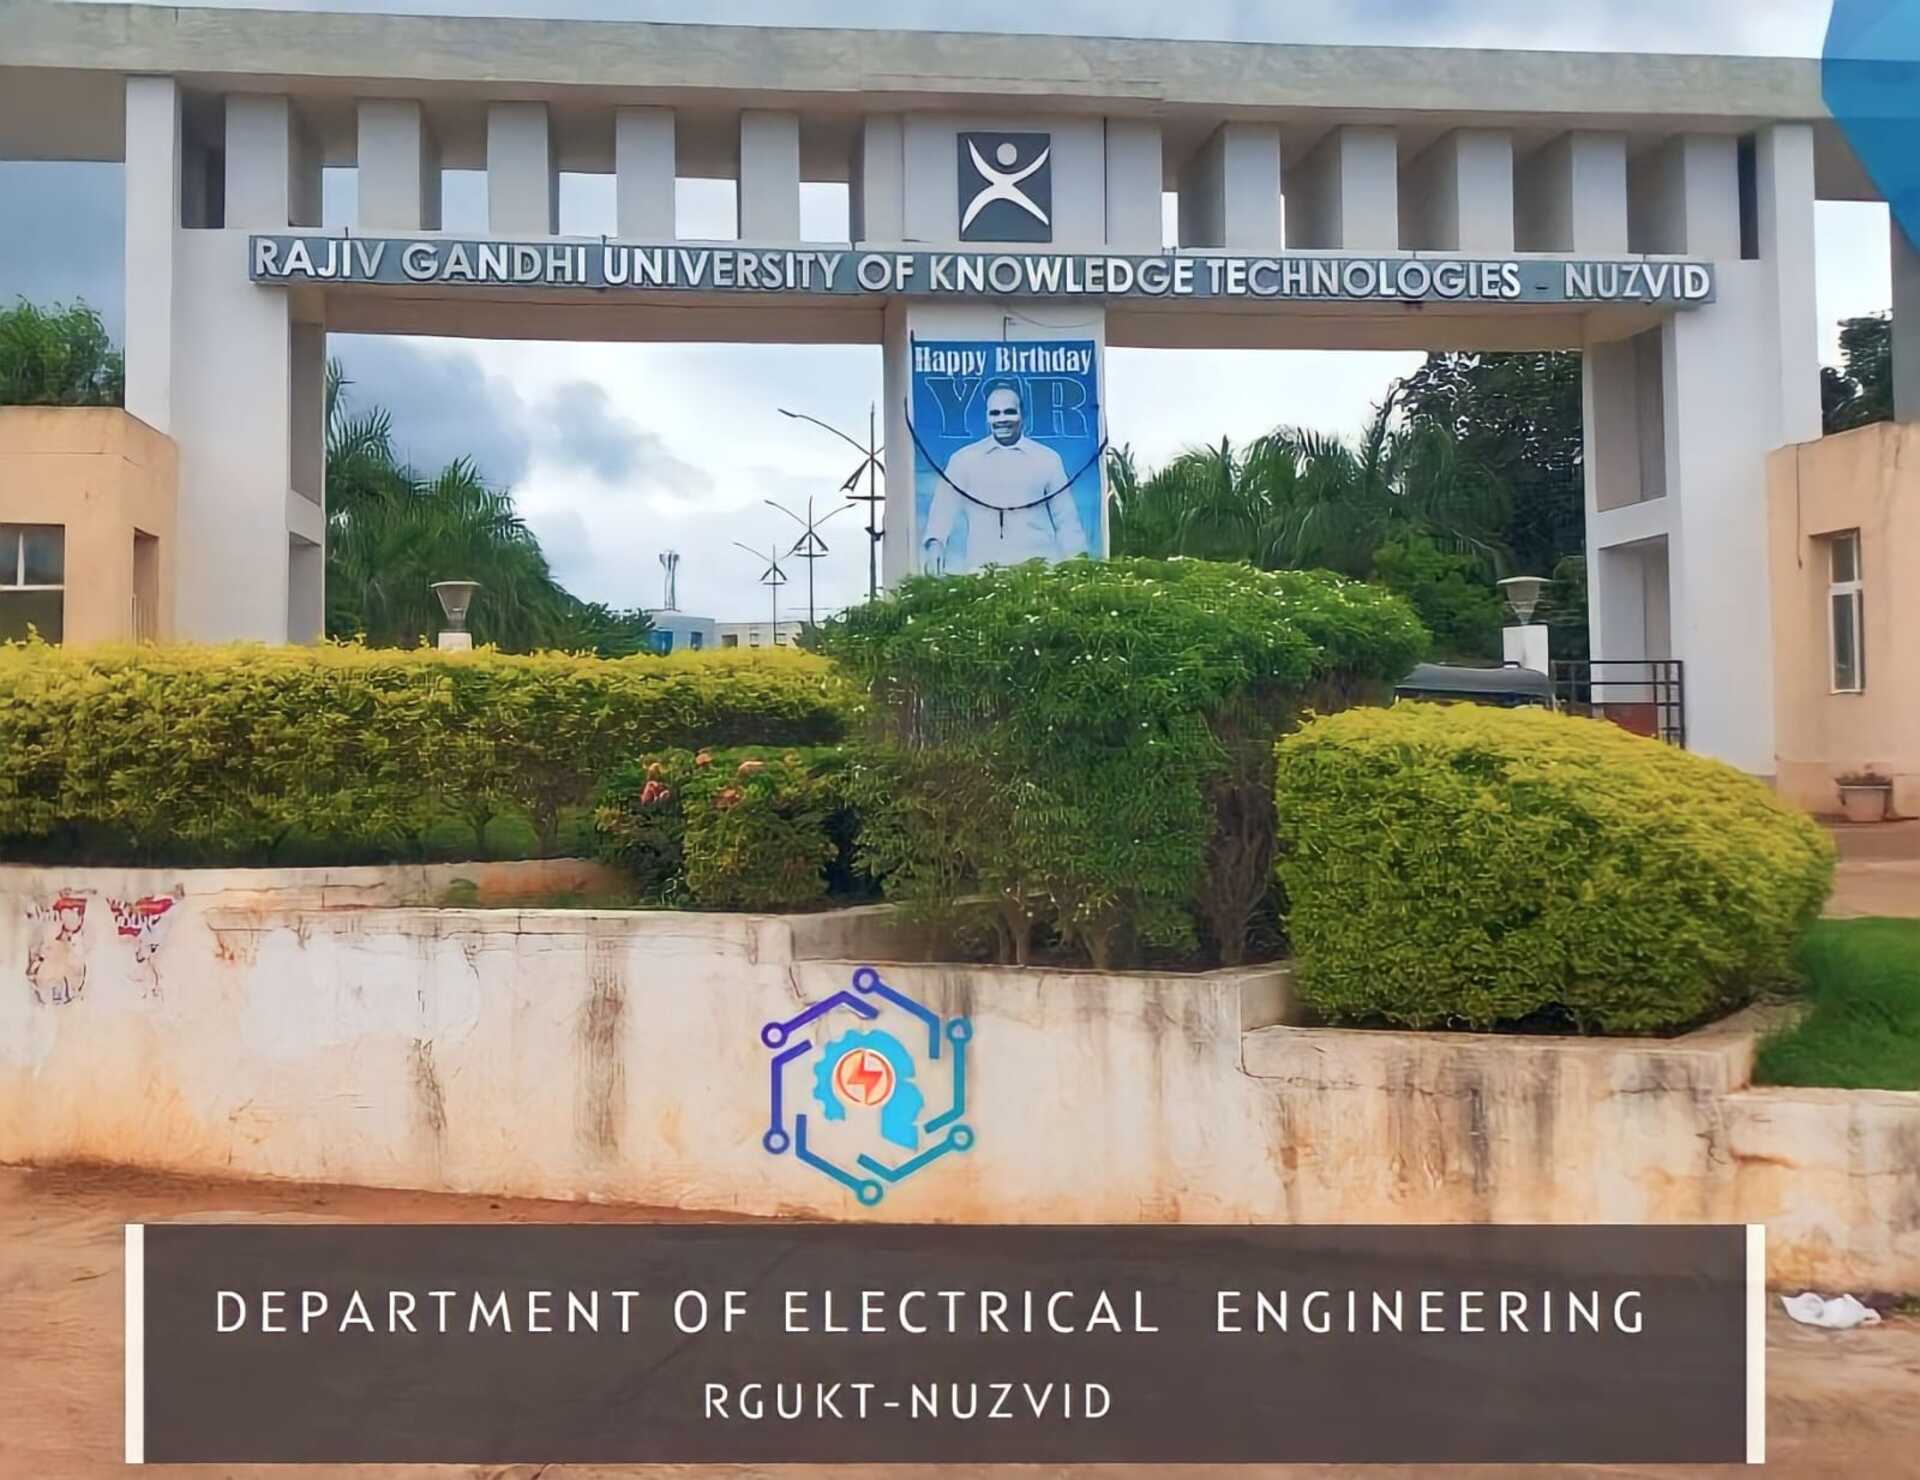 RAJIV GANDHI UNIVERSITY OF KNOWLEDGE TECHNOLOGIES - NUZVID
Happy Birthday
YSR
DEPARTMENT OF ELECTRICAL ENGINEERING
RGUKT-NUZVID